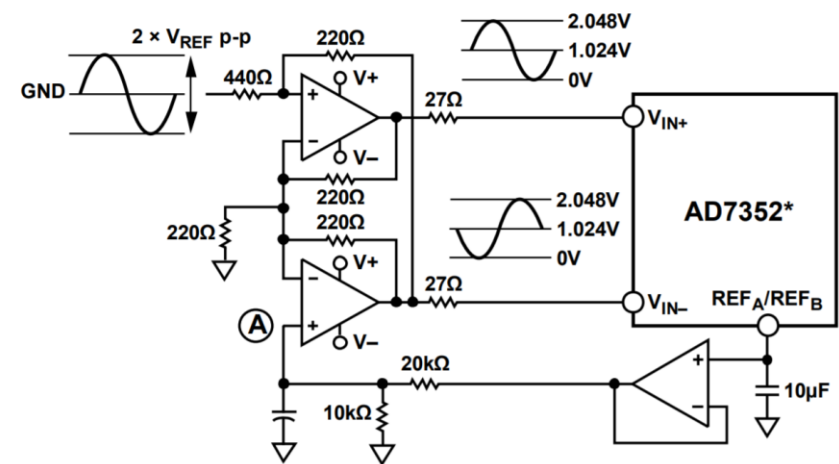 2 × VREF p-p
GND
440Ω
220Ω
V+
V–
27Ω
2.048V
1.024V
0V
VIN+
220Ω
220Ω
220Ω
V+
V–
27Ω
2.048V
1.024V
0V
AD7352*
VIN–
REFA/REFB
A
20kΩ
10kΩ
+
–
+
–
+
–
10µF